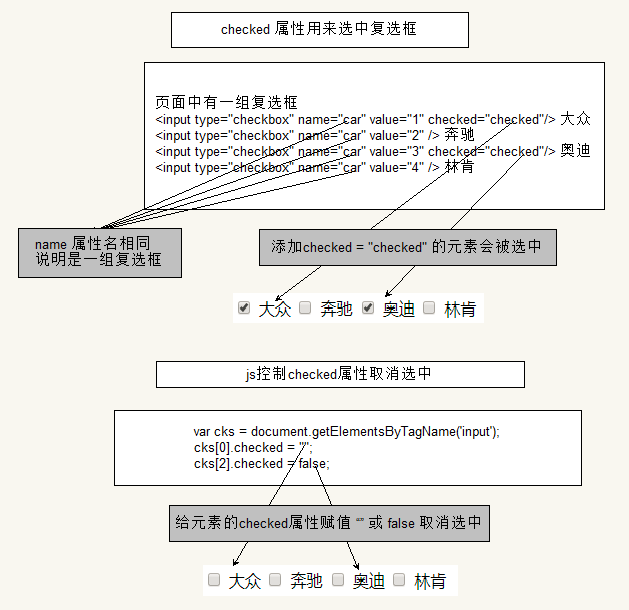 checked 属性用来选中复选框
页面中有一组复选框
<input type="checkbox" name="car" value="1" checked="checked"/> 大众
<input type="checkbox" name="car" value="2" /> 奔驰
<input type="checkbox" name="car" value="3" checked="checked"/> 奥迪
<input type="checkbox" name="car" value="4" /> 林肯
name 属性名相同
说明是一组复选框
添加checked = "checked" 的元素会被选中
大众 奔驰 奥迪 林肯
js控制checked属性取消选中
var cks = document.getElementsByTagName('input');
cks[0].checked = "";
cks[2].checked = false;
给元素的checked属性赋值 “” 或 false 取消选中
大众 奔驰 奥迪 林肯